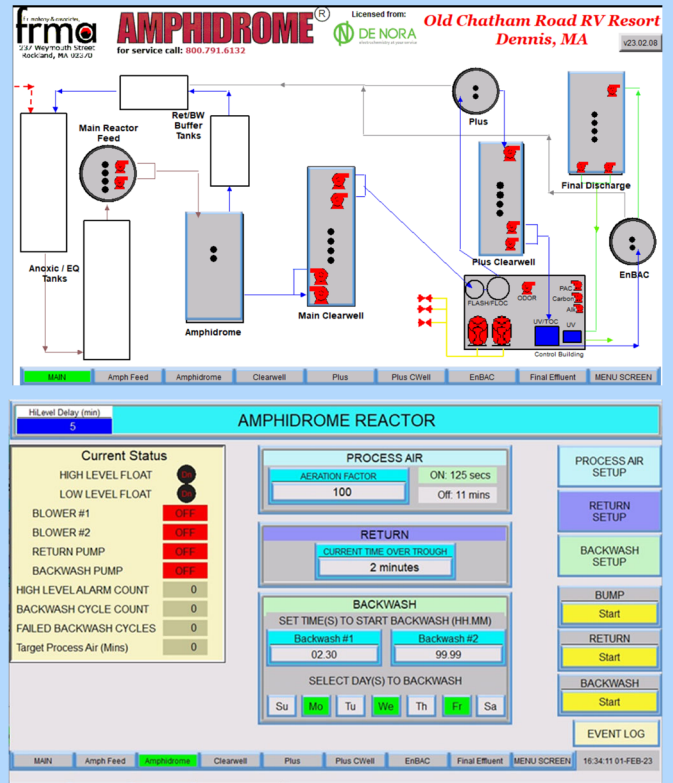 F.R. Mahony & Associates, Inc.
frma
237 Weymouth Street
Rockland, MA 02370
AMPHIDROME®
for service call: 800.791.6132
Licensed from:
DE NORA
electrochemistry at your service
Old Chatham Road RV Resort
Dennis, MA
v23.02.08
Ret/BW
Buffer
Tanks
Main Reactor
Feed
Plus
Final Discharge
Anoxic / EQ
Tanks
Amphidrome
Main Clearwell
Plus Clearwell
EnBAC
FLASH/FLOC
ODOR
PAC
Carbon
Alk
UV/TOC
UV
Control Building
MAIN Amph Feed Amphidrome Clearwell Plus Plus CWell EnBAC Final Effluent MENU SCREEN
HiLevel Delay (min)
5
AMPHIDROME REACTOR
Current Status
HIGH LEVEL FLOAT On
LOW LEVEL FLOAT On
BLOWER #1 OFF
BLOWER #2 OFF
RETURN PUMP OFF
BACKWASH PUMP OFF
HIGH LEVEL ALARM COUNT 0
BACKWASH CYCLE COUNT 0
FAILED BACKWASH CYCLES 0
Target Process Air (Mins) 0
PROCESS AIR
AERATION FACTOR
100
ON: 125 secs
Off: 11 mins
RETURN
CURRENT TIME OVER TROUGH
2 minutes
BACKWASH
SET TIME(S) TO START BACKWASH (HH.MM)
Backwash #1 Backwash #2
02.30 99.99
SELECT DAY(S) TO BACKWASH
Su Mo Tu We Th Fr Sa
PROCESS AIR
SETUP
RETURN
SETUP
BACKWASH
SETUP
BUMP
Start
RETURN
Start
BACKWASH
Start
EVENT LOG
MAIN Amph Feed Amphidrome Clearwell Plus Plus CWell EnBAC Final Effluent MENU SCREEN 16:34:11 01-FEB-23